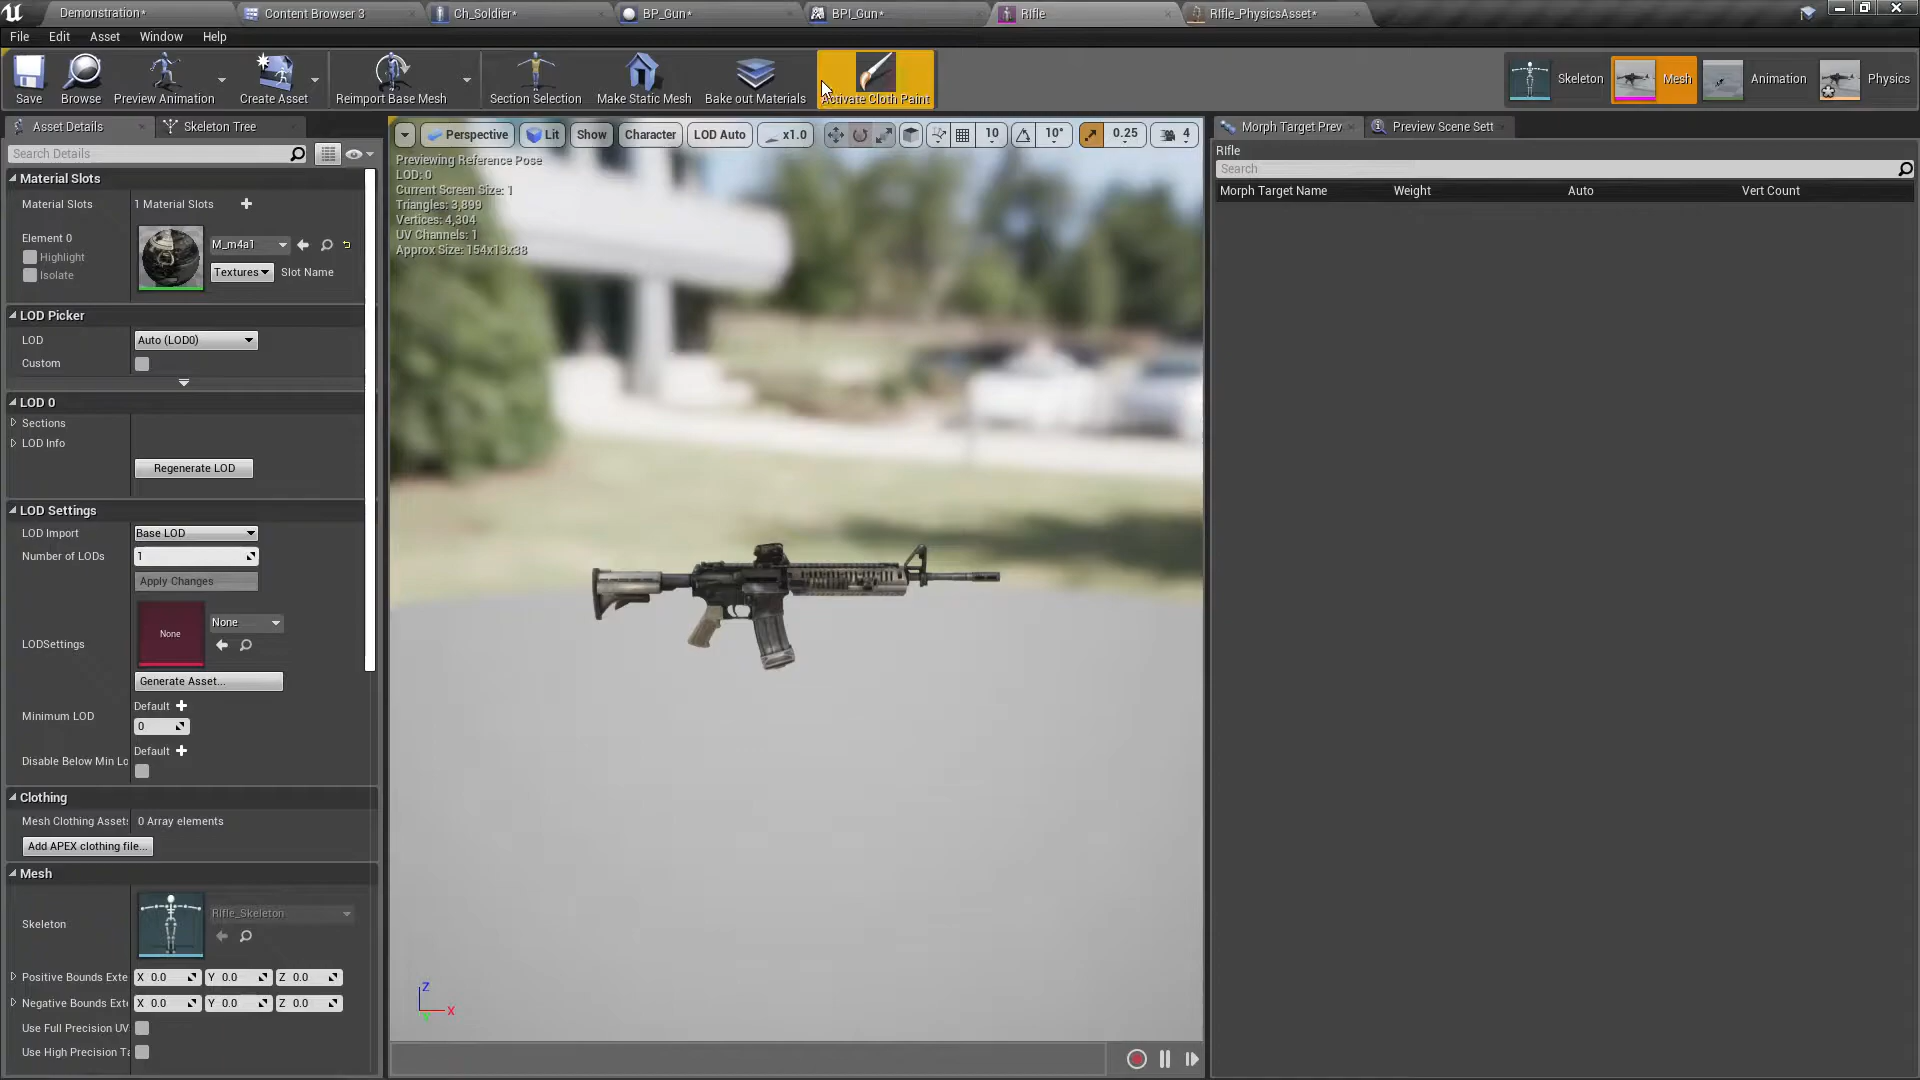 Demonstration*
Content Browser 3
Ch_Soldier*
BP_Gun*
BPI_Gun*
RIfle
RIfle_PhysicsAsset*
File
Edit
Asset
Window
Help
Save
Browse
Preview Animation
Create Asset
Reimport Base Mesh
Section Selection
Make Static Mesh
Bake out Materials
Activate Cloth Paint
Skeleton
Mesh
Animation
Physics
Asset Details
Skeleton Tree
Search Details
Material Slots
Material Slots
1 Material Slots
Element 0
Highlight
Isolate
M_m4a1
Textures
Slot Name
LOD Picker
LOD
Auto (LOD0)
Custom
LOD 0
Sections
LOD Info
Regenerate LOD
LOD Settings
LOD Import
Base LOD
Number of LODs
1
Apply Changes
LODSettings
None
None
Generate Asset...
Minimum LOD
Default
0
Disable Below Min Lo
Default
Clothing
Mesh Clothing Assets
0 Array elements
Add APEX clothing file...
Mesh
Skeleton
RIfle_Skeleton
Positive Bounds Exte
X 0.0
Y 0.0
Z 0.0
Negative Bounds Exte
X 0.0
Y 0.0
Z 0.0
Use Full Precision UV
Use High Precision Ta
Perspective
Lit
Show
Character
LOD Auto
x1.0
10
10°
0.25
4
Previewing Reference Pose
LOD: 0
Current Screen Size: 1
Triangles: 3,899
Vertices: 4,304
UV Channels: 1
Approx Size: 154x13x38
Z
X
Y
Morph Target Prev
Preview Scene Sett
RIfle
Search
Morph Target Name
Weight
Auto
Vert Count